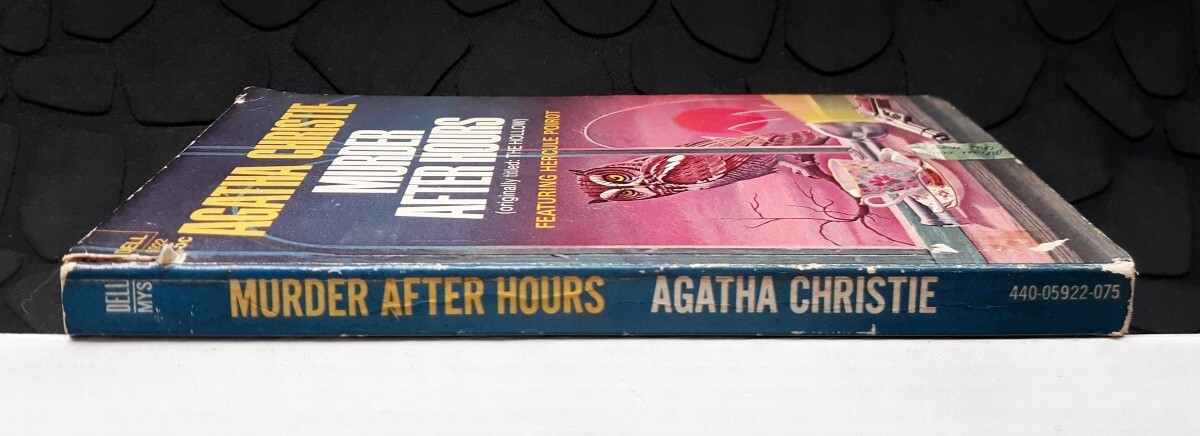 AGATHA CHRISTIE
MURDER
AFTER HOURS
(originally titled: THE HOLLOW)
FEATURING HERCULE POIROT
DELL
MYS
MURDER AFTER HOURS
AGATHA CHRISTIE
440-05922-075